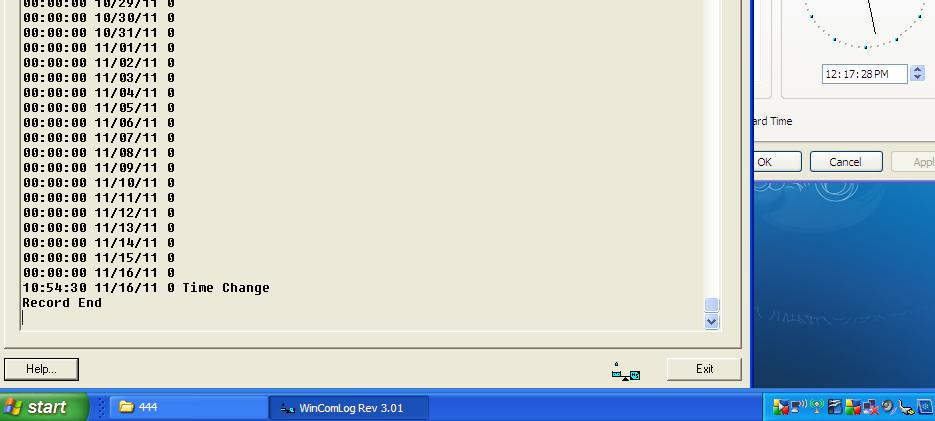 00:00:00 10/29/11 0
00:00:00 10/30/11 0
00:00:00 10/31/11 0
00:00:00 11/01/11 0
00:00:00 11/02/11 0
00:00:00 11/03/11 0
00:00:00 11/04/11 0
00:00:00 11/05/11 0
00:00:00 11/06/11 0
00:00:00 11/07/11 0
00:00:00 11/08/11 0
00:00:00 11/09/11 0
00:00:00 11/10/11 0
00:00:00 11/11/11 0
00:00:00 11/12/11 0
00:00:00 11/13/11 0
00:00:00 11/14/11 0
00:00:00 11/15/11 0
00:00:00 11/16/11 0
10:54:30 11/16/11 0 Time Change
Record End
12:17:28 PM
ard Time
OK
Cancel
Appl
Help...
Exit
start
444
WinComLog Rev 3.01